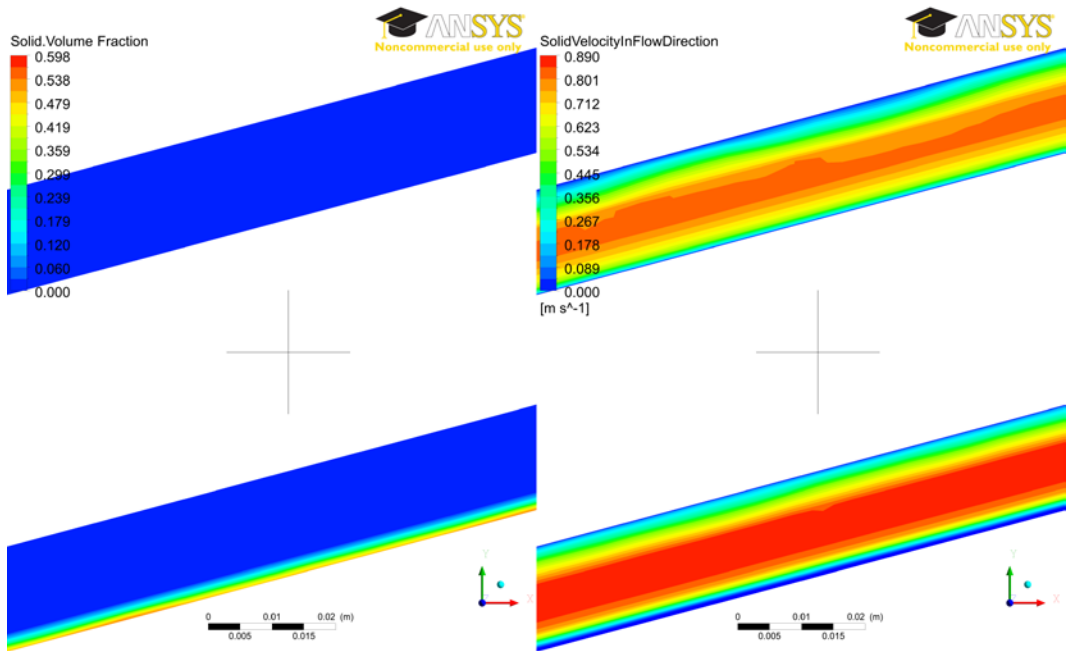 ANSYS
Noncommercial use only
Solid.Volume Fraction
0.598
0.538
0.479
0.419
0.359
0.299
0.239
0.179
0.120
0.060
0.000
ANSYS
Noncommercial use only
SolidVelocityInFlowDirection
0.890
0.801
0.712
0.623
0.534
0.445
0.356
0.267
0.178
0.089
0.000
[m s^-1]
Y
X
0 0.01 0.02 (m)
0.005 0.015
Y
X
0 0.01 0.02 (m)
0.005 0.015